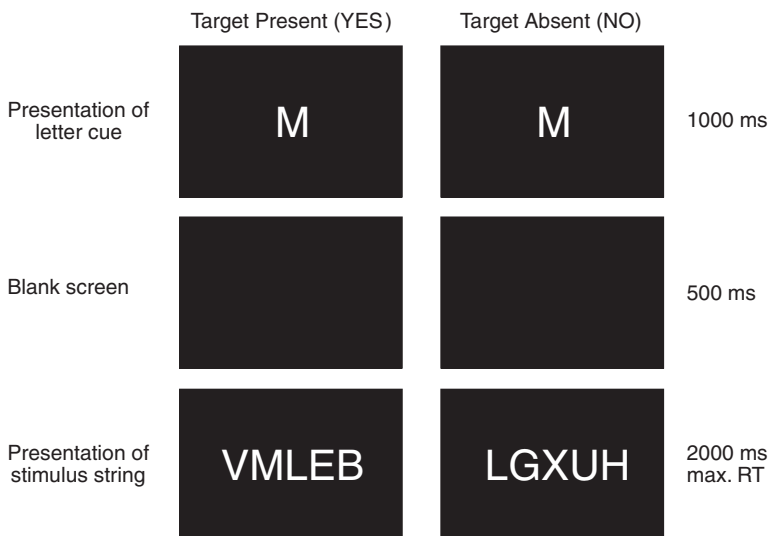 Target Present (YES)
Target Absent (NO)
Presentation of
letter cue
M
M
1000 ms
Blank screen
500 ms
Presentation of
stimulus string
VMLEB
LGXUH
2000 ms
max. RT